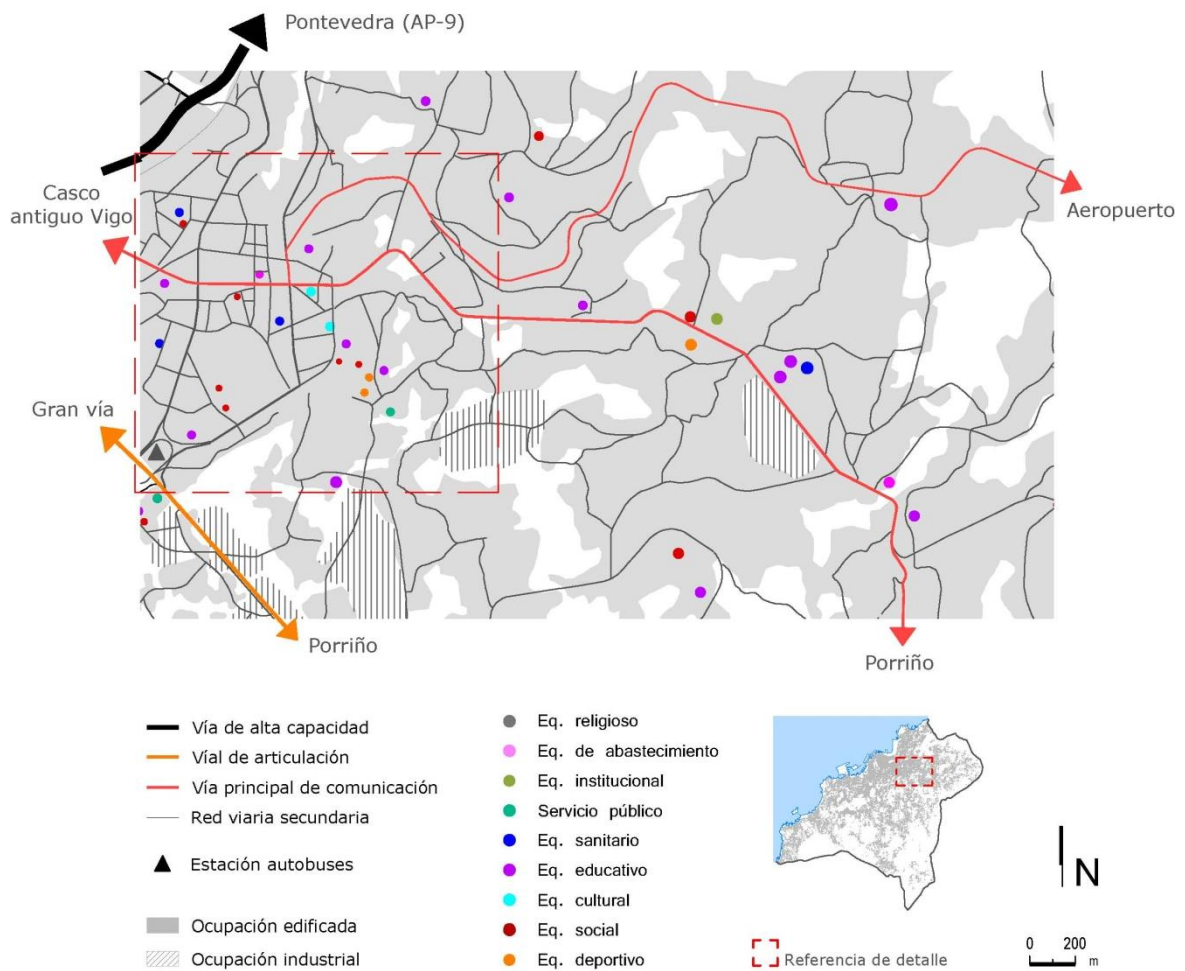 Pontevedra (AP-9)
Casco
antiguo Vigo
Aeropuerto
Gran vía
Porriño
Porriño
Vía de alta capacidad
Víal de articulación
Vía principal de comunicación
Red viaria secundaria
Estación autobuses
Ocupación edificada
Ocupación industrial
Eq. religioso
Eq. de abastecimiento
Eq. institucional
Servicio público
Eq. sanitario
Eq. educativo
Eq. cultural
Eq. social
Eq. deportivo
Referencia de detalle
N
0 200
m